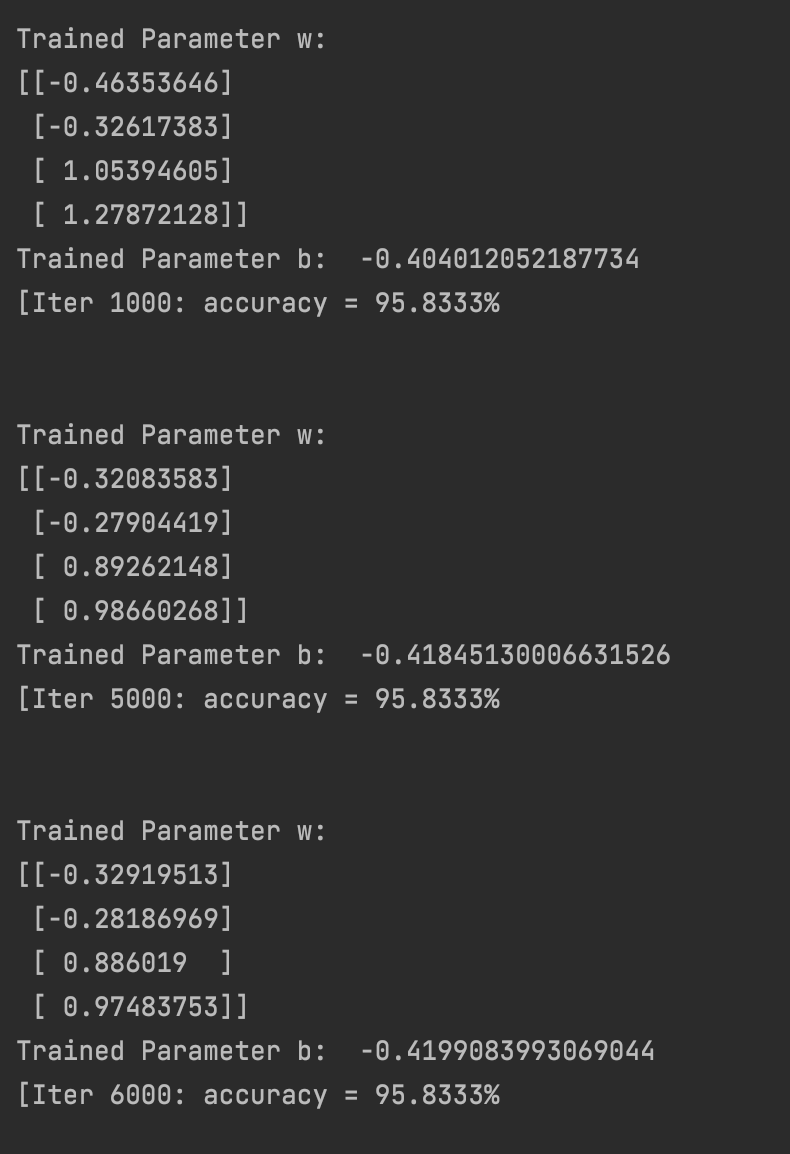 Trained Parameter w:
[[-0.46353646]
 [-0.32617383]
 [ 1.05394605]
 [ 1.27872128]]
Trained Parameter b:  -0.404012052187734
[Iter 1000: accuracy = 95.8333%
Trained Parameter w:
[[-0.32083583]
 [-0.27904419]
 [ 0.89262148]
 [ 0.98660268]]
Trained Parameter b:  -0.41845130006631526
[Iter 5000: accuracy = 95.8333%
Trained Parameter w:
[[-0.32919513]
 [-0.28186969]
 [ 0.886019  ]
 [ 0.97483753]]
Trained Parameter b:  -0.4199083993069044
[Iter 6000: accuracy = 95.8333%